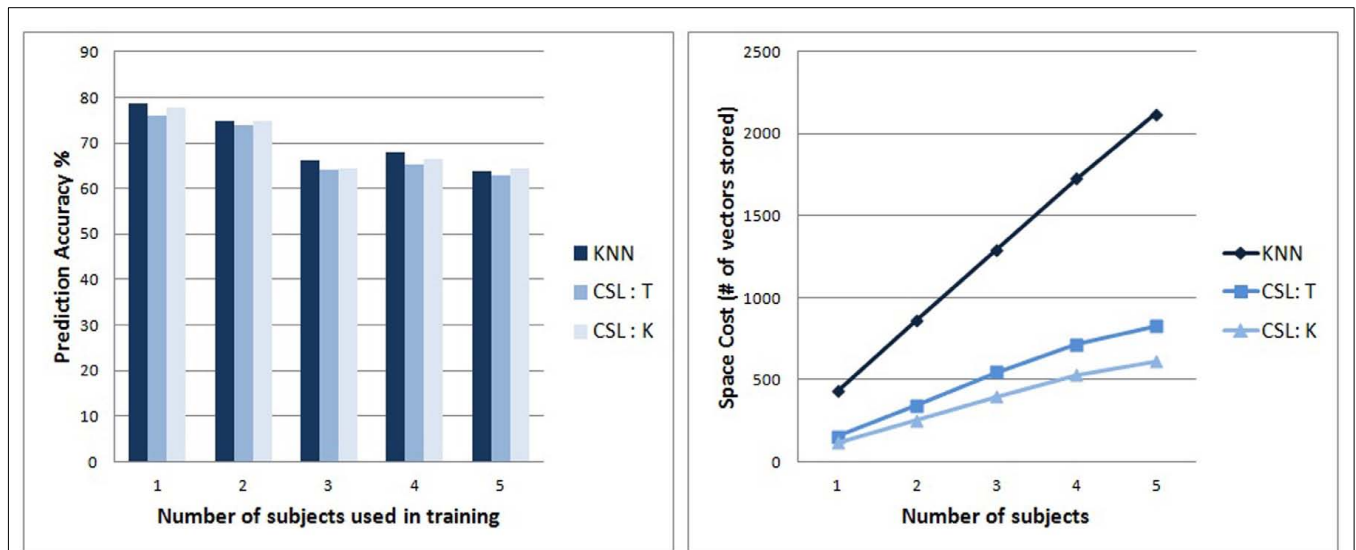 90
80
70
60
50
40
30
20
10
0
Prediction Accuracy %
1 2 3 4 5
Number of subjects used in training
KNN
CSL : T
CSL : K
2500
2000
1500
1000
500
0
Space Cost (# of vectors stored)
1 2 3 4 5
Number of subjects
KNN
CSL: T
CSL: K